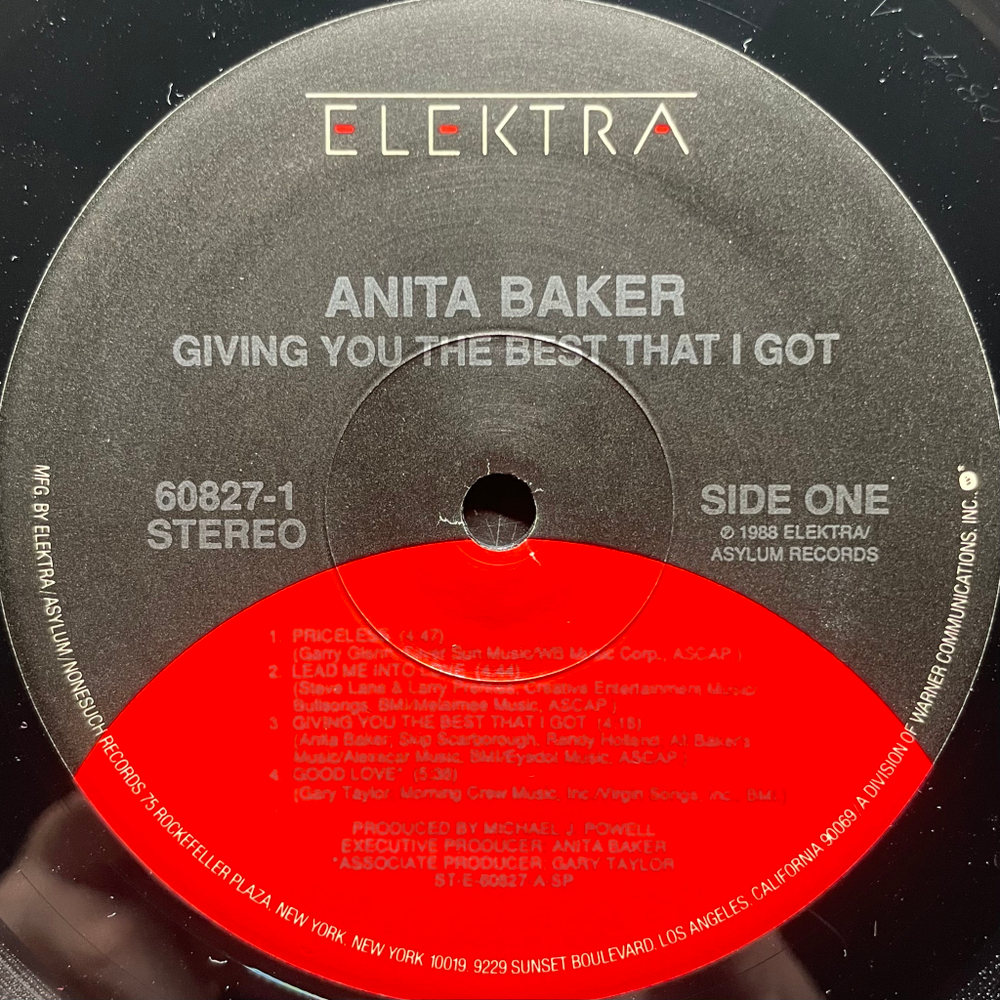 ELEKTRA
ANITA BAKER
GIVING YOU THE BEST THAT I GOT
60827-1
STEREO
SIDE ONE
℗ 1988 ELEKTRA/
ASYLUM RECORDS
1. PRICELESS (4:47)
(Garry Glenn, Silver Sun Music/WB Music Corp., ASCAP)
2. LEAD ME INTO LOVE (4:44)
(Steve Lane & Larry Creative Entertainment Music/
Bullsongs, BMI/ Music, ASCAP)
3. GIVING YOU THE BEST THAT I GOT (4:18)
(Anita Baker, Skip Scarborough, Randy Holland, All Baker's
Music/Alexscar Music, BMI/Eyedot Music, ASCAP)
4. GOOD LOVE* (5:38)
(Gary Taylor, Morning Crew Music, Inc./Virgin Songs, Inc., BMI)
PRODUCED BY MICHAEL J. POWELL
EXECUTIVE PRODUCER ANITA BAKER
*ASSOCIATE PRODUCER GARY TAYLOR
ST-E-60827 A-SP
MFG. BY ELEKTRA/ASYLUM/NONESUCH RECORDS 75 ROCKEFELLER PLAZA, NEW YORK, NEW YORK 10019. 9229 SUNSET BOULEVARD, LOS ANGELES, CALIFORNIA 90069. A DIVISION OF WARNER COMMUNICATIONS, INC.